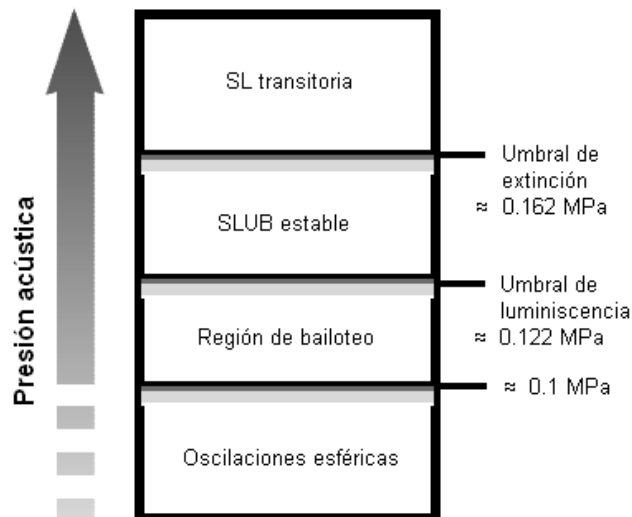 Presión acústica
SL transitoria
Umbral de
extinción
≈ 0.162 MPa
SLUB estable
Umbral de
luminiscencia
≈ 0.122 MPa
Región de bailoteo
≈ 0.1 MPa
Oscilaciones esféricas